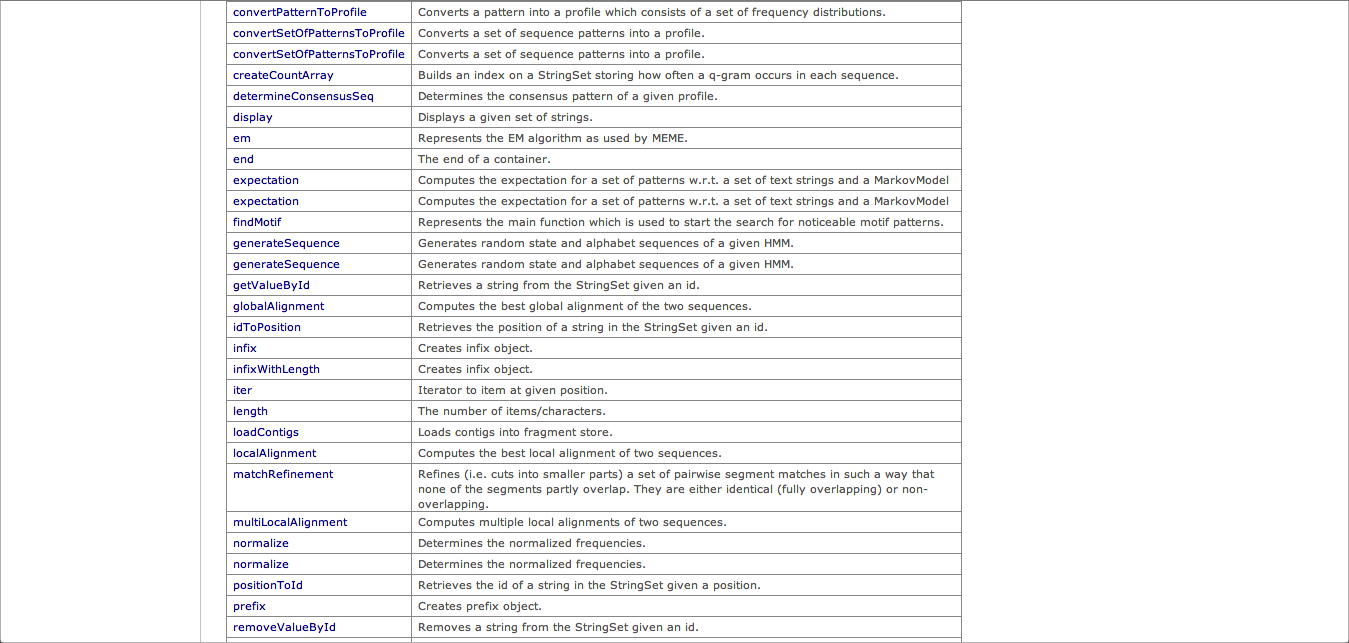 convertPatternToProfile Converts a pattern into a profile which consists of a set of frequency distributions.
convertSetOfPatternsToProfile Converts a set of sequence patterns into a profile.
convertSetOfPatternsToProfile Converts a set of sequence patterns into a profile.
createCountArray Builds an index on a StringSet storing how often a q-gram occurs in each sequence.
determineConsensusSeq Determines the consensus pattern of a given profile.
display Displays a given set of strings.
em Represents the EM algorithm as used by MEME.
end The end of a container.
expectation Computes the expectation for a set of patterns w.r.t. a set of text strings and a MarkovModel
expectation Computes the expectation for a set of patterns w.r.t. a set of text strings and a MarkovModel
findMotif Represents the main function which is used to start the search for noticeable motif patterns.
generateSequence Generates random state and alphabet sequences of a given HMM.
generateSequence Generates random state and alphabet sequences of a given HMM.
getValueById Retrieves a string from the StringSet given an id.
globalAlignment Computes the best global alignment of the two sequences.
idToPosition Retrieves the position of a string in the StringSet given an id.
infix Creates infix object.
infixWithLength Creates infix object.
iter Iterator to item at given position.
length The number of items/characters.
loadContigs Loads contigs into fragment store.
localAlignment Computes the best local alignment of two sequences.
matchRefinement Refines (i.e. cuts into smaller parts) a set of pairwise segment matches in such a way that
none of the segments partly overlap. They are either identical (fully overlapping) or non-
overlapping.
multiLocalAlignment Computes multiple local alignments of two sequences.
normalize Determines the normalized frequencies.
normalize Determines the normalized frequencies.
positionToId Retrieves the id of a string in the StringSet given a position.
prefix Creates prefix object.
removeValueById Removes a string from the StringSet given an id.